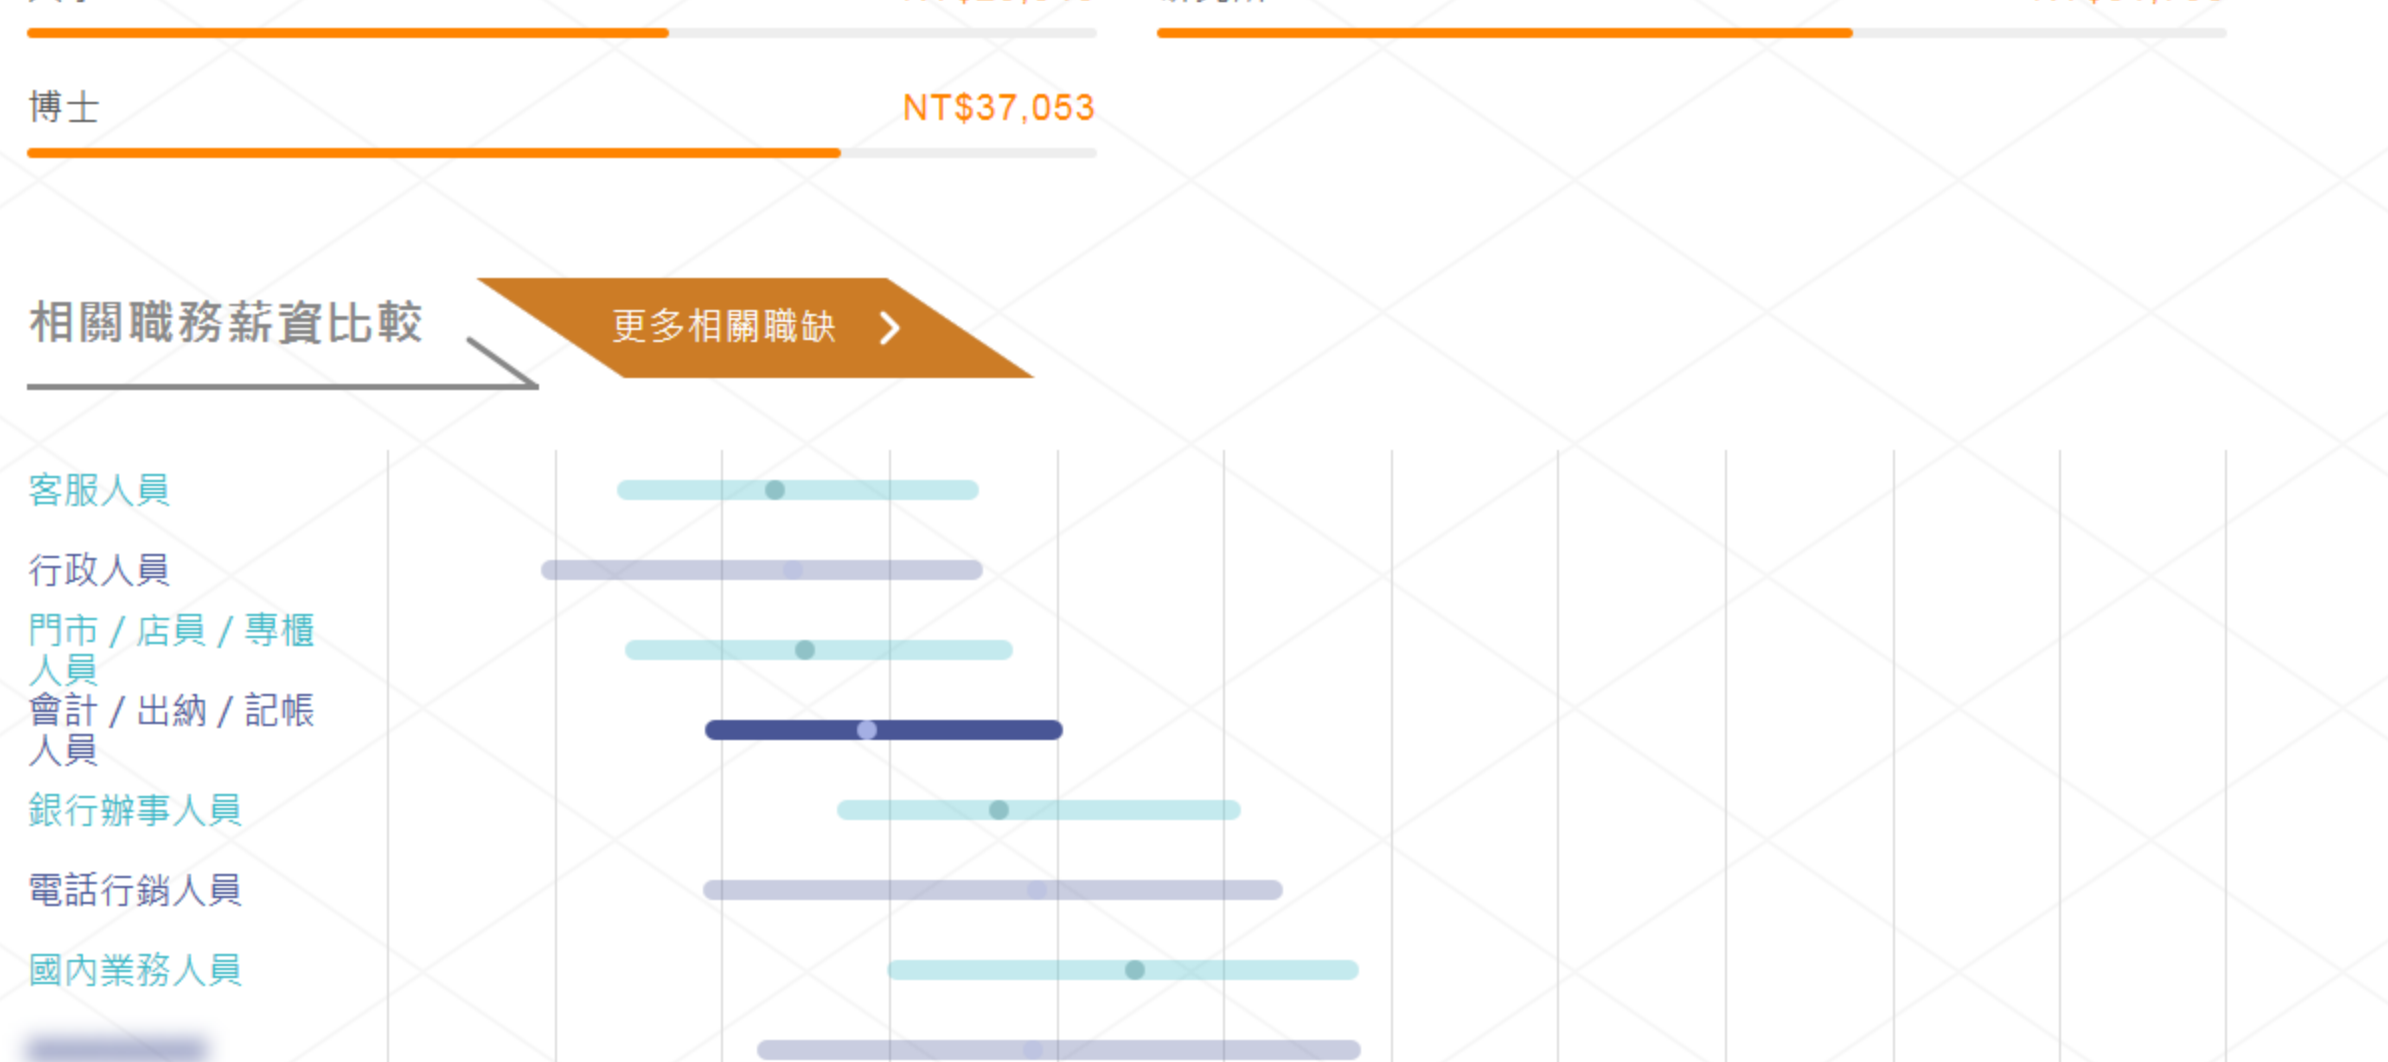 博士
NT$37,053
相關職務薪資比較
更多相關職缺
客服人員
行政人員
門市 / 店員 / 專櫃
人員
會計 / 出納 / 記帳
人員
銀行辦事人員
電話行銷人員
國內業務人員